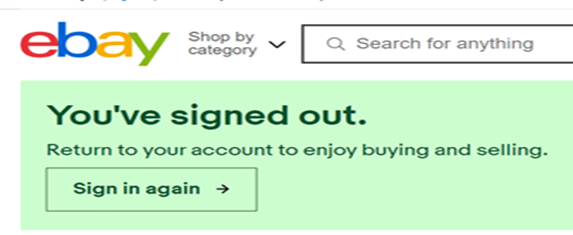 ebay
Shop by
category
Search for anything
You've signed out.
Return to your account to enjoy buying and selling.
Sign in again →